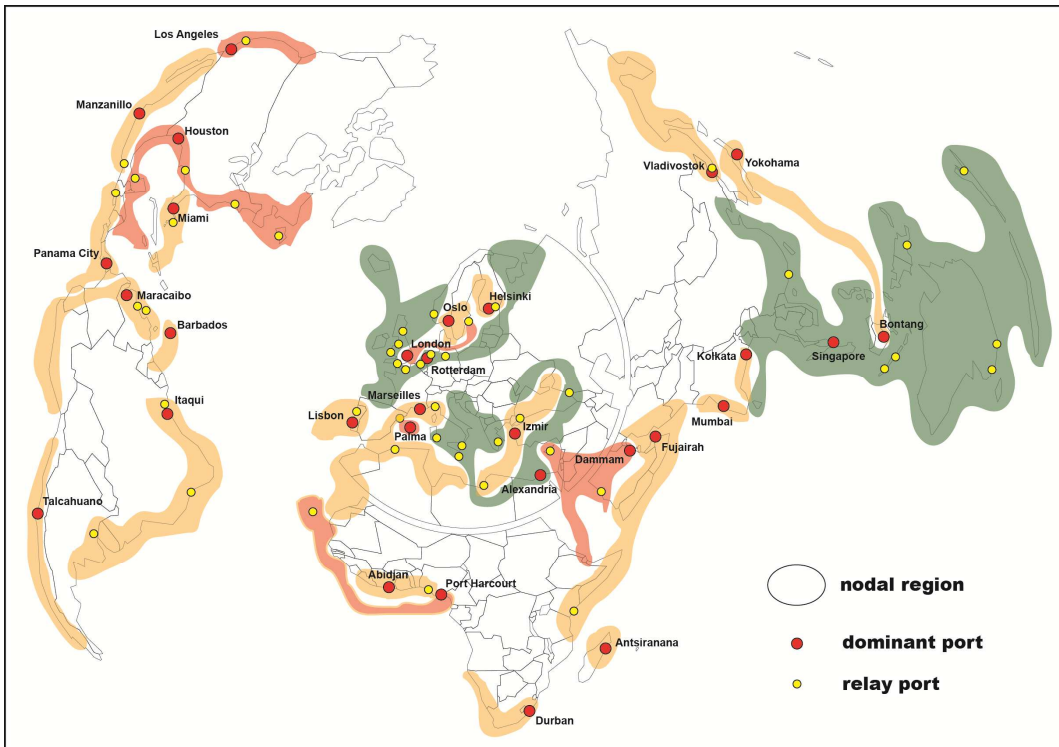 Los Angeles
Manzanillo
Houston
Miami
Panama City
Maracaibo
Barbados
Itaqui
Talcahuano
Vladivostok
Yokohama
Helsinki
Oslo
London
Rotterdam
Marseilles
Lisbon
Palma
Izmir
Alexandria
Dammam
Fujairah
Mumbai
Kolkata
Singapore
Bontang
Abidjan
Port Harcourt
Antsiranana
Durban
nodal region
dominant port
relay port